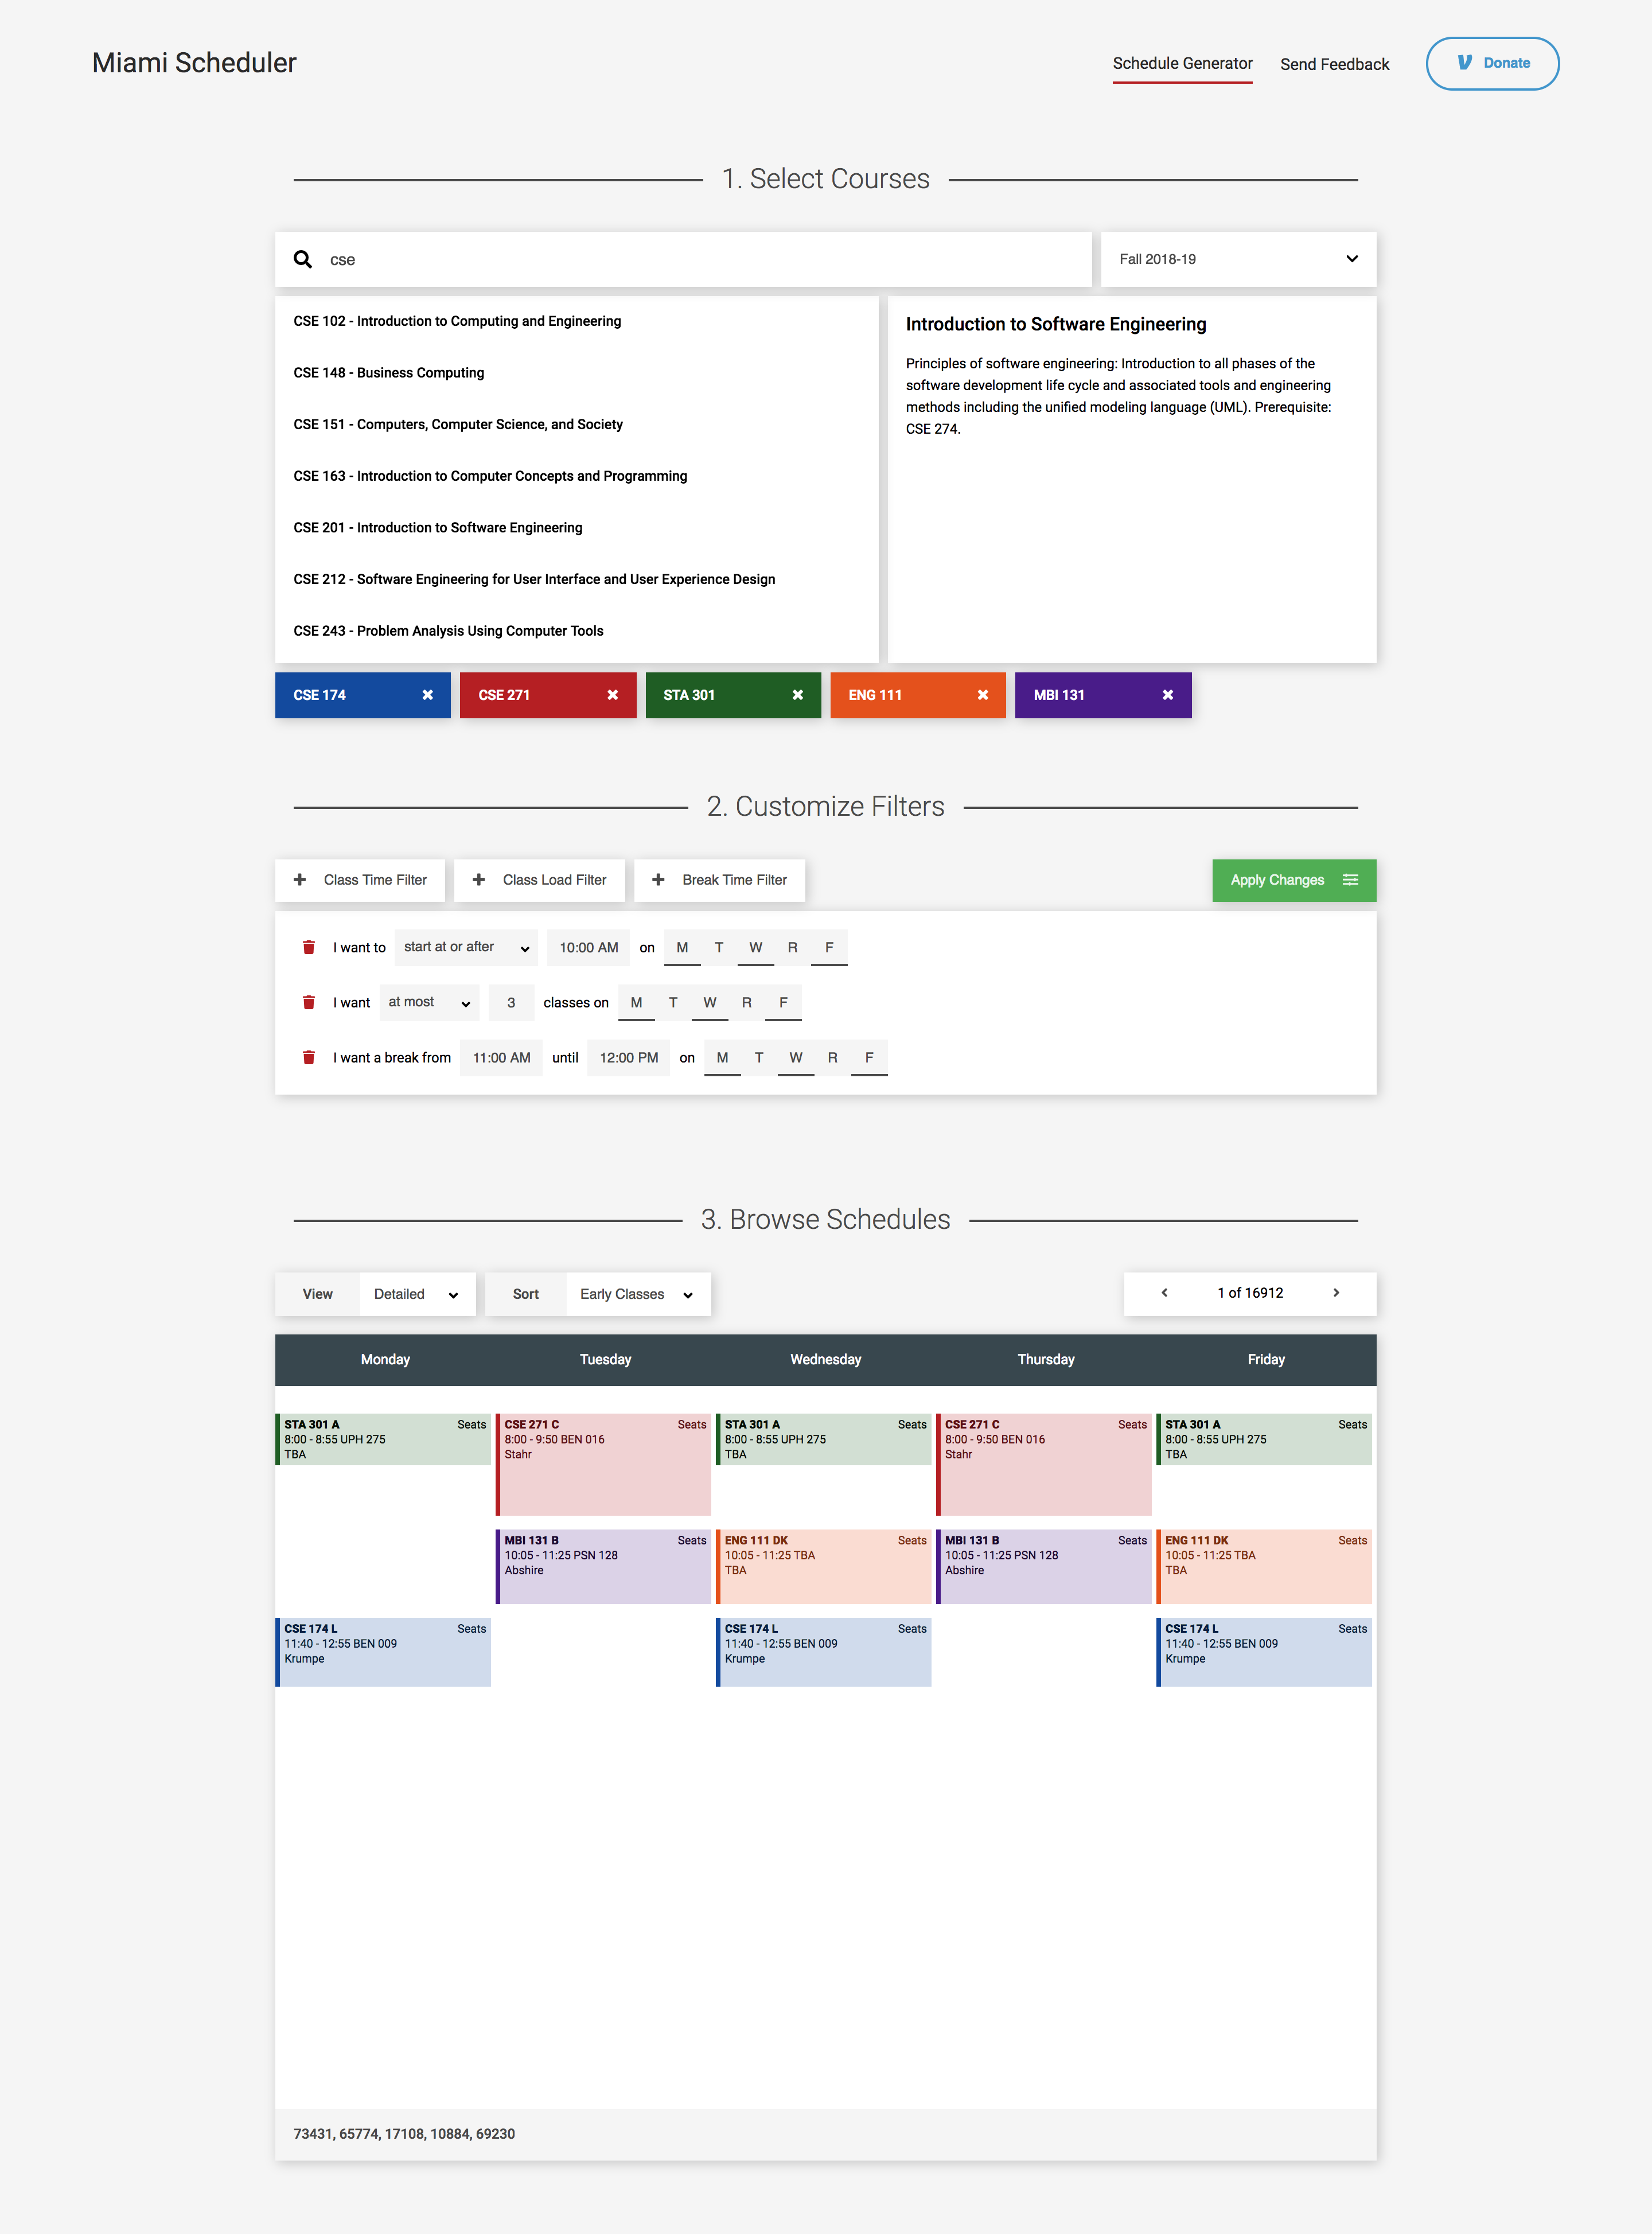 Miami Scheduler
Schedule Generator
Send Feedback
Donate
1. Select Courses
cse
Fall 2018-19
CSE 102 - Introduction to Computing and Engineering
CSE 148 - Business Computing
CSE 151 - Computers, Computer Science, and Society
CSE 163 - Introduction to Computer Concepts and Programming
CSE 201 - Introduction to Software Engineering
CSE 212 - Software Engineering for User Interface and User Experience Design
CSE 243 - Problem Analysis Using Computer Tools
Introduction to Software Engineering
Principles of software engineering: Introduction to all phases of the
software development life cycle and associated tools and engineering
methods including the unified modeling language (UML). Prerequisite:
CSE 274.
CSE 174
CSE 271
STA 301
ENG 111
MBI 131
2. Customize Filters
Class Time Filter
Class Load Filter
Break Time Filter
Apply Changes
I want to start at or after 10:00 AM on M T W R F
I want at most 3 classes on M T W R F
I want a break from 11:00 AM until 12:00 PM on M T W R F
3. Browse Schedules
View Detailed
Sort Early Classes
1 of 16912
Monday Tuesday Wednesday Thursday Friday
STA 301 A Seats
8:00 - 8:55 UPH 275
TBA
CSE 271 C Seats
8:00 - 9:50 BEN 016
Stahr
STA 301 A Seats
8:00 - 8:55 UPH 275
TBA
CSE 271 C Seats
8:00 - 9:50 BEN 016
Stahr
STA 301 A Seats
8:00 - 8:55 UPH 275
TBA
MBI 131 B Seats
10:05 - 11:25 PSN 128
Abshire
ENG 111 DK Seats
10:05 - 11:25 TBA
TBA
MBI 131 B Seats
10:05 - 11:25 PSN 128
Abshire
ENG 111 DK Seats
10:05 - 11:25 TBA
TBA
CSE 174 L Seats
11:40 - 12:55 BEN 009
Krumpe
CSE 174 L Seats
11:40 - 12:55 BEN 009
Krumpe
CSE 174 L Seats
11:40 - 12:55 BEN 009
Krumpe
73431, 65774, 17108, 10884, 69230